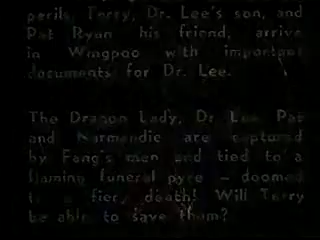 perils, Terry, Dr. Lee's son, and
Pat Ryan his friend, arrive
in Wingpoo with important
documents for Dr. Lee.
The Dragon Lady, Dr. Lee, Pat
and Normandie are captured
by Fang's men and tied to a
flaming funeral pyre – doomed
to a fiery death! Will Terry
be able to save them?